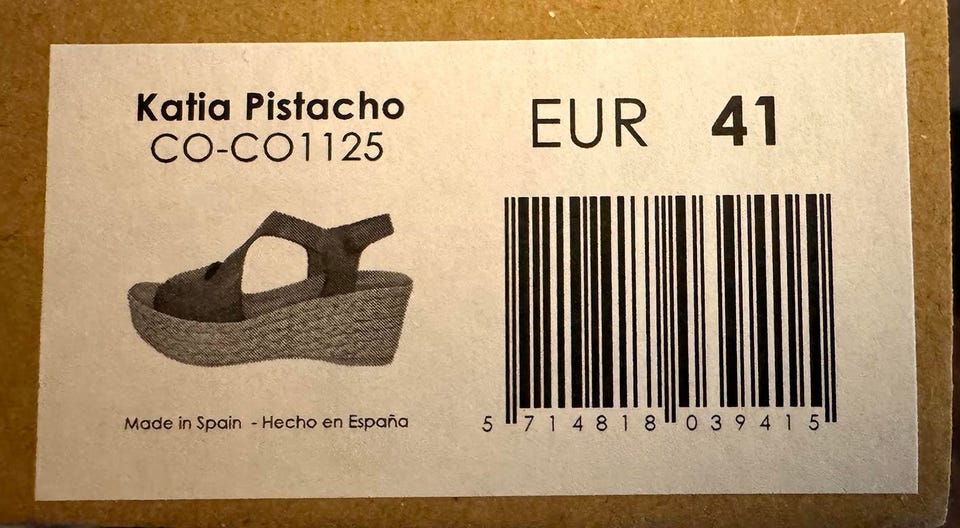 Katia Pistacho
CO-CO1125
EUR 41
Made in Spain - Hecho en España
5 714818 039415